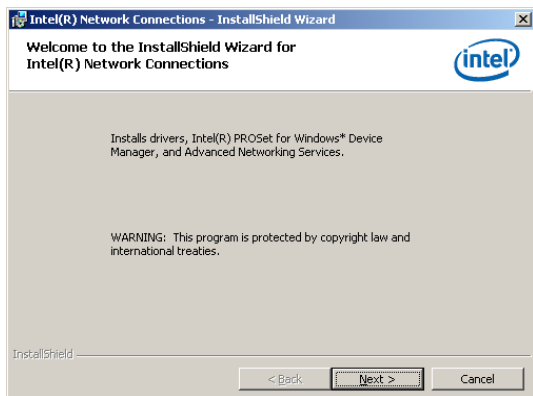 Intel(R) Network Connections - InstallShield Wizard
Welcome to the InstallShield Wizard for
Intel(R) Network Connections
intel
Installs drivers, Intel(R) PROSet for Windows* Device
Manager, and Advanced Networking Services.
WARNING: This program is protected by copyright law and
international treaties.
InstallShield
< Back
Next >
Cancel